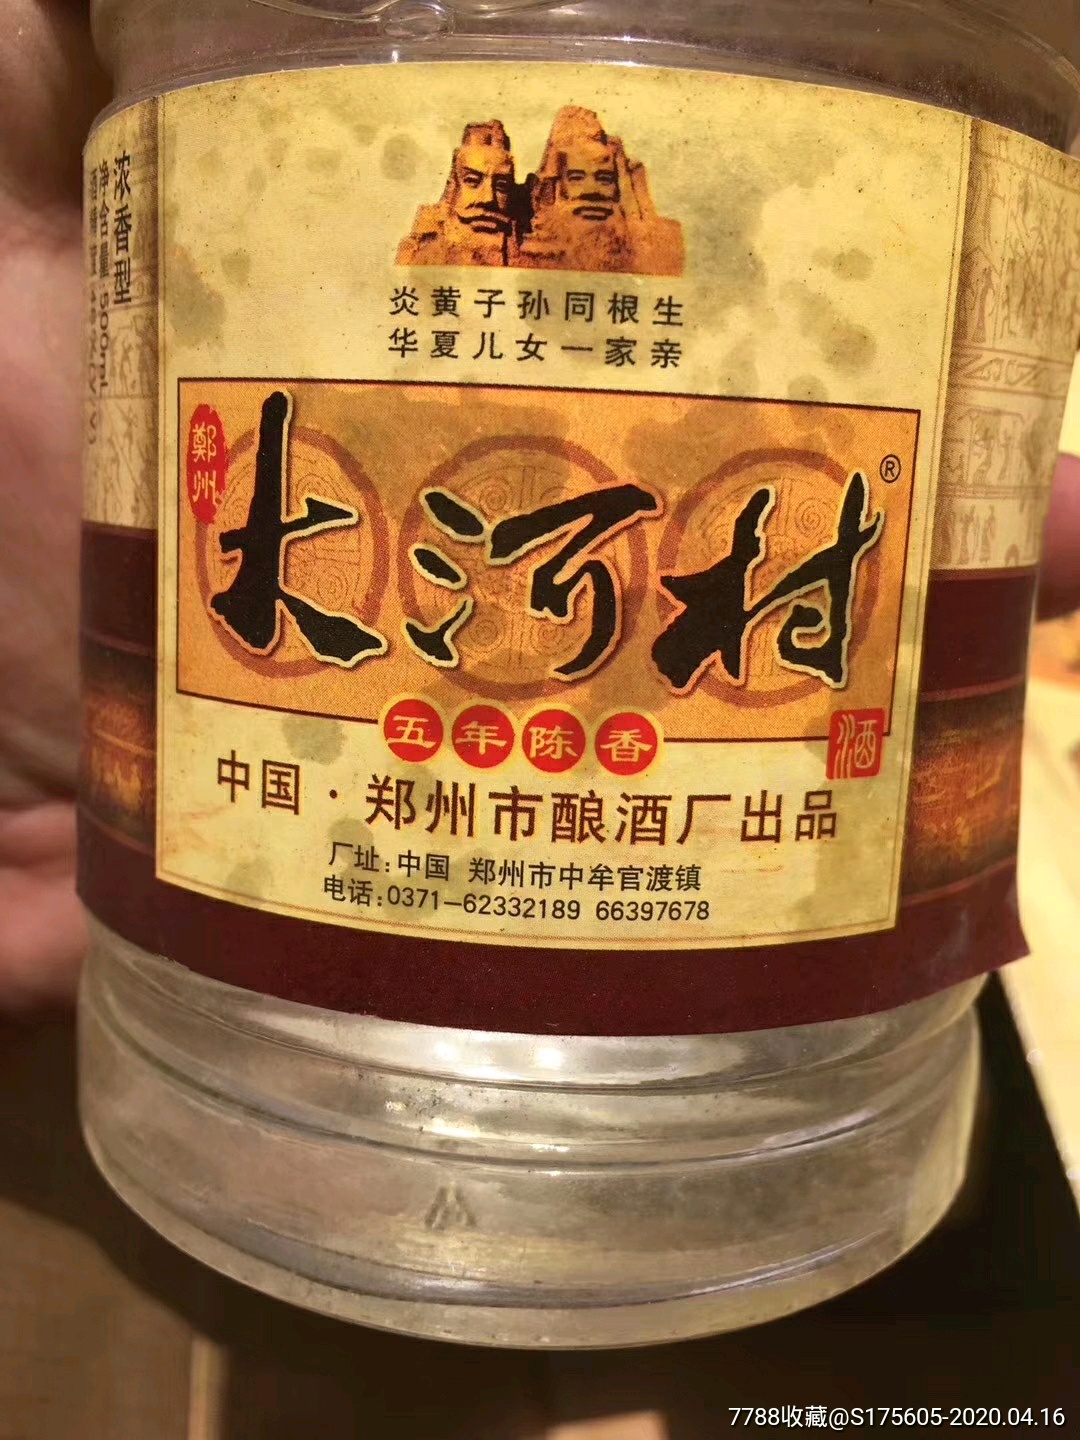 浓香型
净含量:500mL
炎黄子孙同根生
华夏儿女一家亲
鄭州
大河村®
五年陈香
酒
中国·郑州市酿酒厂出品
厂址:中国 郑州市中牟官渡镇
电话:0371—62332189 66397678
7788收藏@S175605-2020.04.16